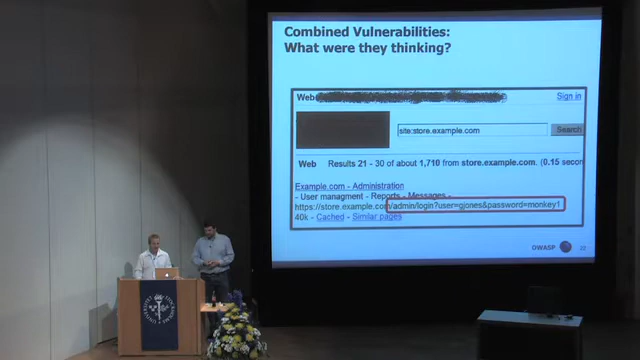 Combined Vulnerabilities:
What were they thinking?
Web
Sign in
site:store.example.com
Search
Web Results 21 - 30 of about 1,710 from store.example.com. (0.15 secon
Example.com - Administration
- User managment - Reports - Messages -
https://store.example.com/admin/login?user=gjones&password=monkey1
40k - Cached - Similar pages
OWASP
22